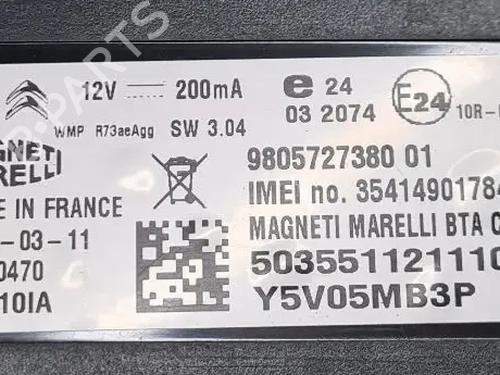 12V 200mA
e 24
03 2074
E24
10R-
WMP R73aeAgg SW 3.04
MAGNETI
MARELLI
9805727380 01
IMEI no. 3541490178
E IN FRANCE
MAGNETI MARELLI BTA C
-03-11
503551121110
0470
10IA
Y5V05MB3P